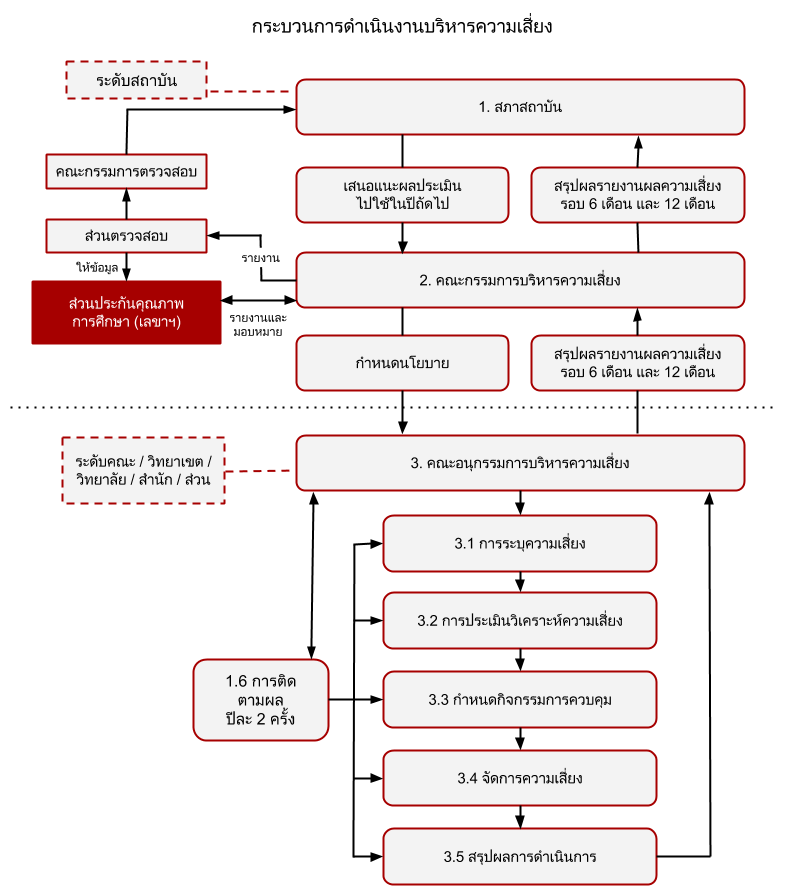 กระบวนการดำเนินงานบริหารความเสี่ยง
ระดับสถาบัน
1. สภาสถาบัน
คณะกรรมการตรวจสอบ
เสนอแนะผลประเมิน
ไปใช้ในปีถัดไป
สรุปผลรายงานผลความเสี่ยง
รอบ 6 เดือน และ 12 เดือน
ส่วนตรวจสอบ
รายงาน
ให้ข้อมูล
2. คณะกรรมการบริหารความเสี่ยง
ส่วนประกันคุณภาพ
การศึกษา (เลขาฯ)
รายงานและ
มอบหมาย
กำหนดนโยบาย
สรุปผลรายงานผลความเสี่ยง
รอบ 6 เดือน และ 12 เดือน
ระดับคณะ / วิทยาเขต /
วิทยาลัย / สำนัก / ส่วน
3. คณะอนุกรรมการบริหารความเสี่ยง
3.1 การระบุความเสี่ยง
3.2 การประเมินวิเคราะห์ความเสี่ยง
1.6 การติด
ตามผล
ปีละ 2 ครั้ง
3.3 กำหนดกิจกรรมการควบคุม
3.4 จัดการความเสี่ยง
3.5 สรุปผลการดำเนินการ